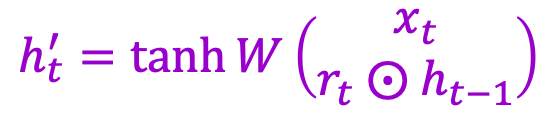 h′ₜ = tanh W ( xₜ
rₜ ⊙ hₜ₋₁ )